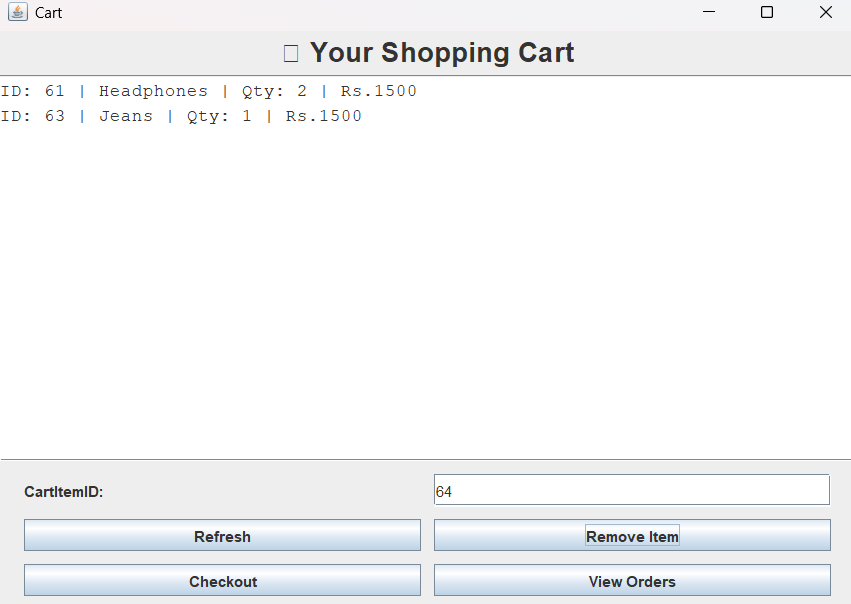 Cart
Your Shopping Cart
ID: 61 | Headphones | Qty: 2 | Rs.1500
ID: 63 | Jeans | Qty: 1 | Rs.1500
CartItemID:
64
Refresh
Remove Item
Checkout
View Orders